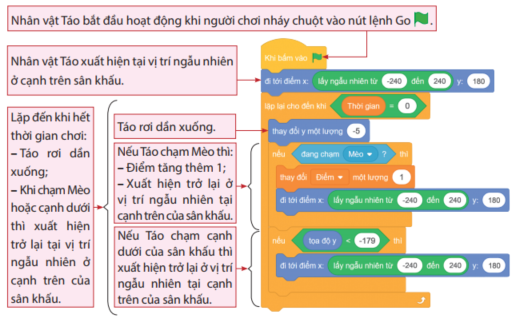 Nhân vật Táo bắt đầu hoạt động khi người chơi nháy chuột vào nút lệnh Go .
Nhân vật Táo xuất hiện tại vị trí ngẫu nhiên
ở cạnh trên sân khấu.
Lặp đến khi hết
thời gian chơi:
– Táo rơi dần
xuống;
– Khi chạm Mèo
hoặc cạnh dưới
thì xuất hiện
trở lại tại vị trí
ngẫu nhiên ở
cạnh trên của
sân khấu.
Táo rơi dần xuống.
Nếu Táo chạm Mèo thì:
– Điểm tăng thêm 1;
– Xuất hiện trở lại ở
vị trí ngẫu nhiên tại
cạnh trên của sân khấu.
Nếu Táo chạm cạnh
dưới của sân khấu thì
xuất hiện trở lại ở vị trí
ngẫu nhiên tại cạnh
trên của sân khấu.
Khi bấm vào
đi tới điểm x: lấy ngẫu nhiên từ -240 đến 240 y: 180
lặp lại cho đến khi Thời gian = 0
thay đổi y một lượng -5
nếu đang chạm Mèo ? thì
thay đổi Điểm một lượng 1
đi tới điểm x: lấy ngẫu nhiên từ -240 đến 240 y: 180
nếu tọa độ y < -179 thì
đi tới điểm x: lấy ngẫu nhiên từ -240 đến 240 y: 180